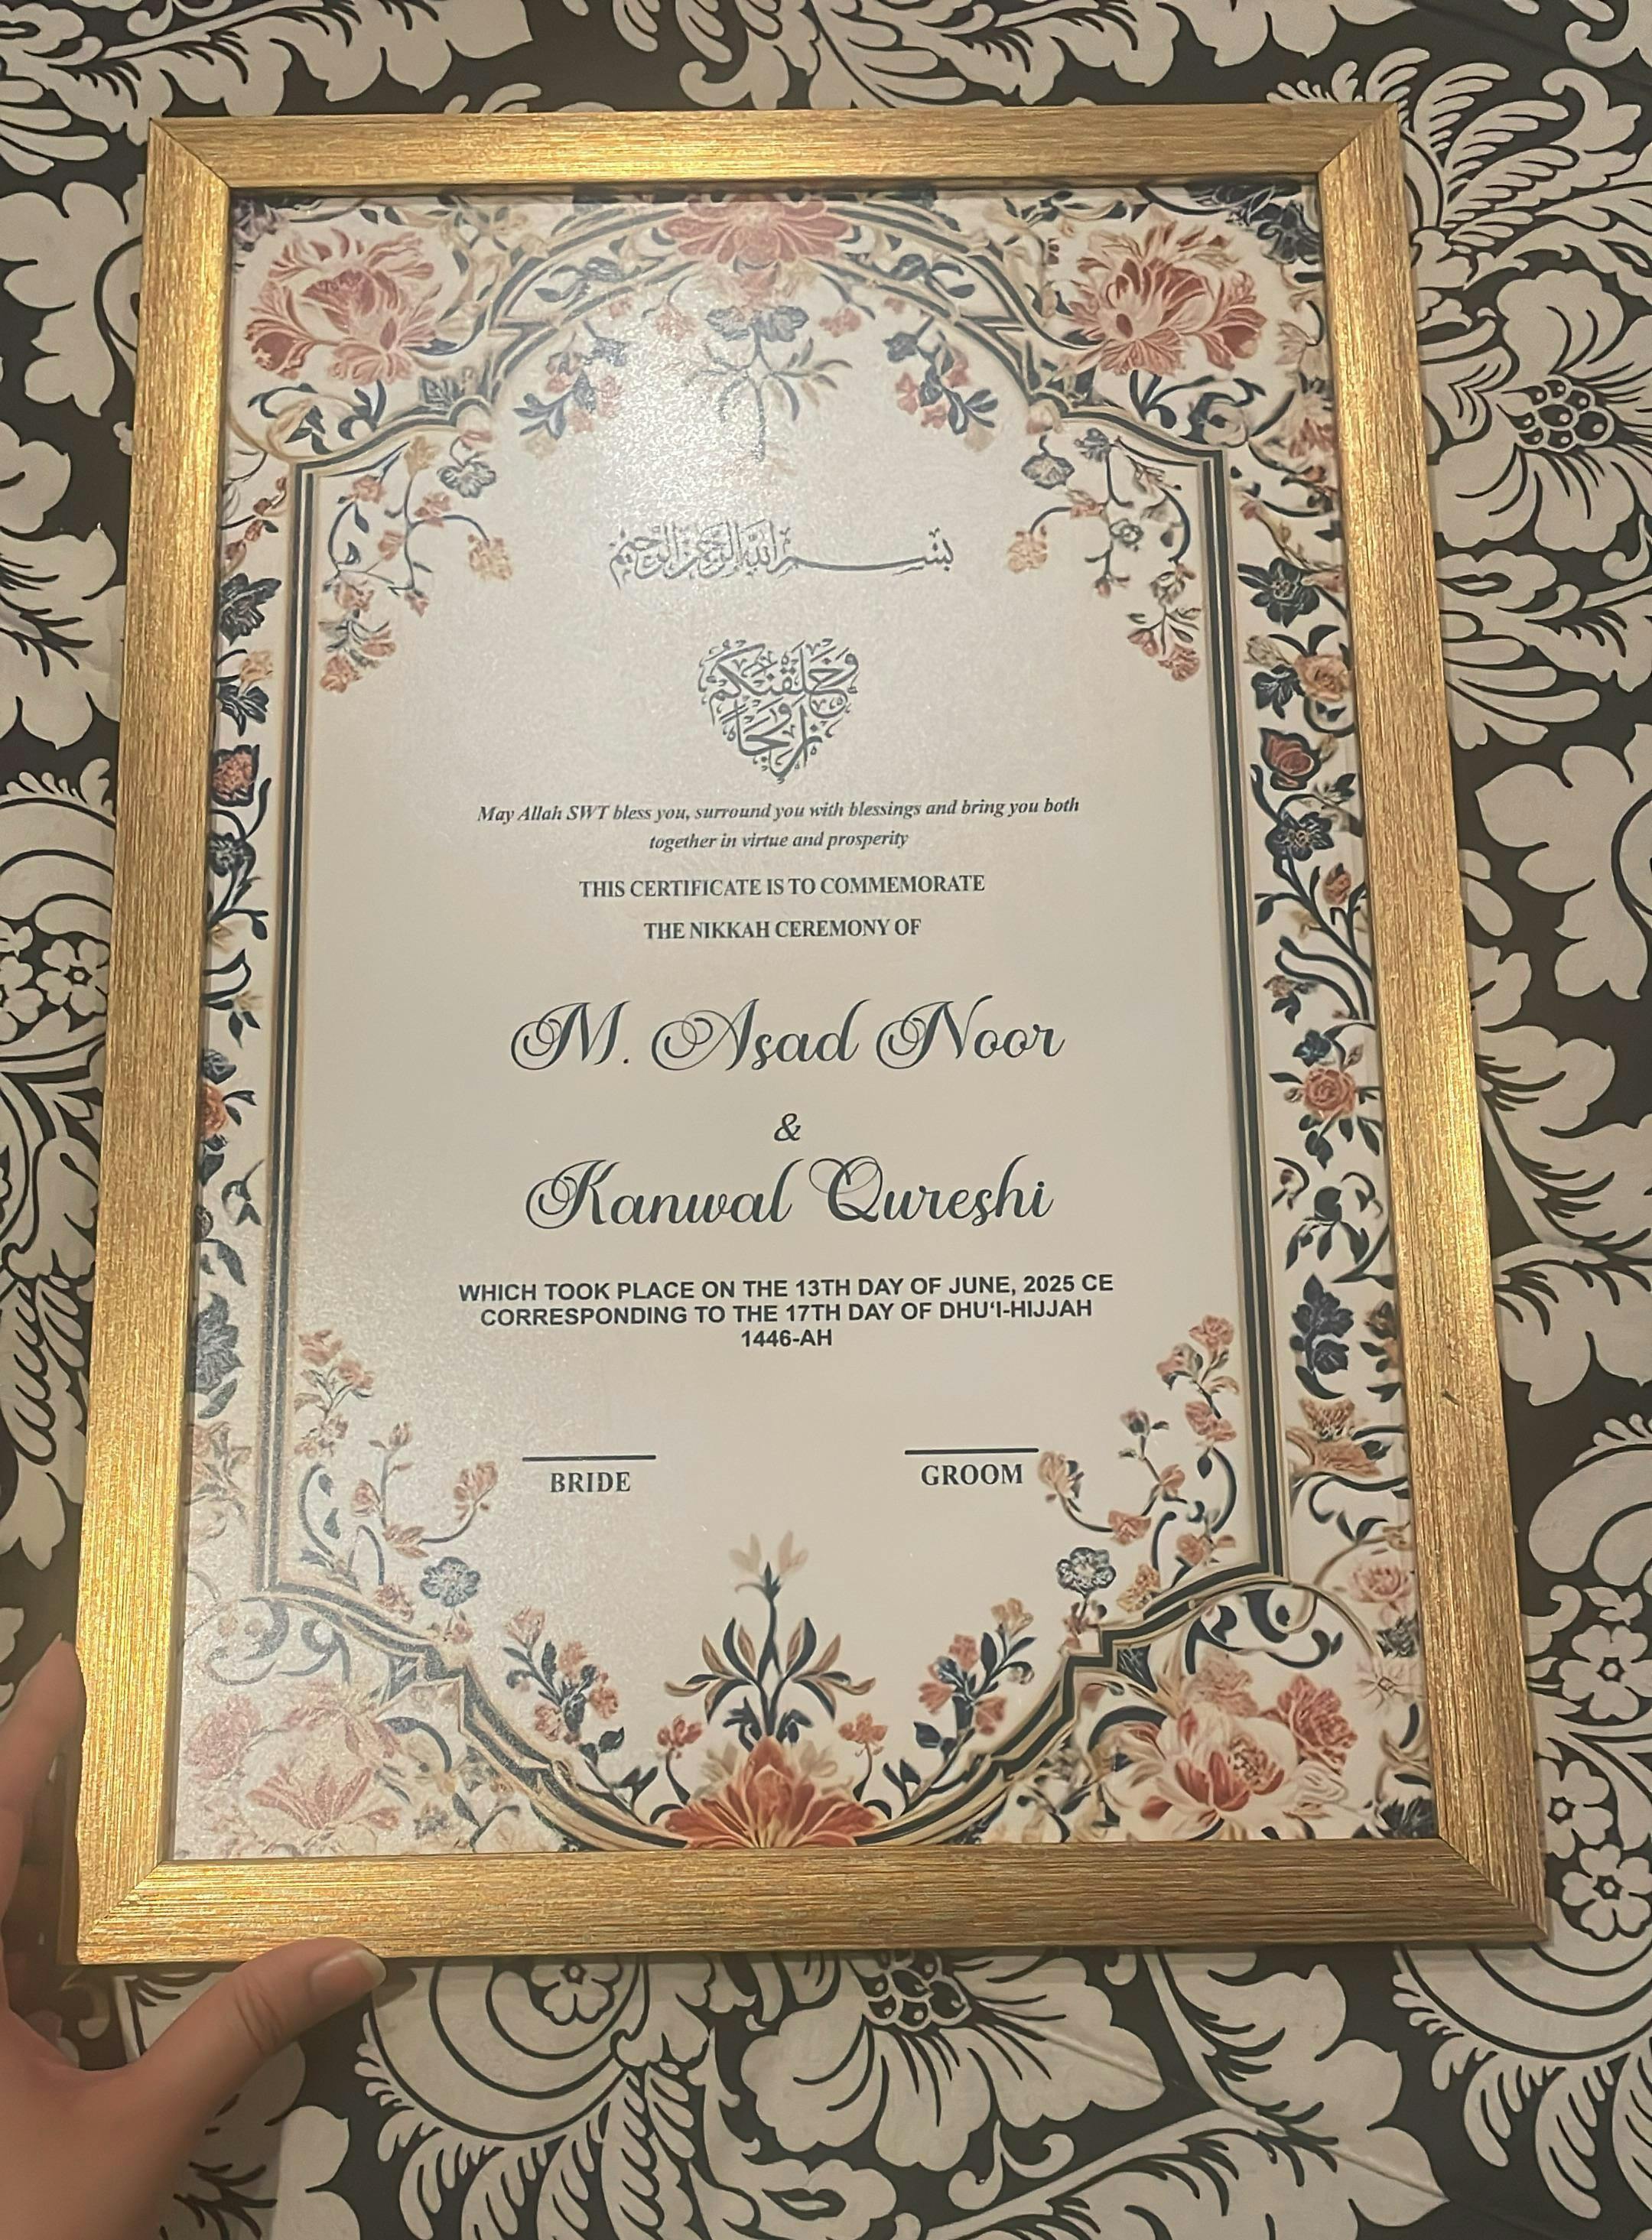 بسم الله الرحمن الرحيم
وَخَلَقْنَٰكُمْ
أَزْوَٰجًا
May Allah SWT bless you, surround you with blessings and bring you both
together in virtue and prosperity
THIS CERTIFICATE IS TO COMMEMORATE
THE NIKKAH CEREMONY OF
M. Asad Noor
&
Kanwal Qureshi
WHICH TOOK PLACE ON THE 13TH DAY OF JUNE, 2025 CE
CORRESPONDING TO THE 17TH DAY OF DHU‘I-HIJJAH
1446-AH
BRIDE GROOM